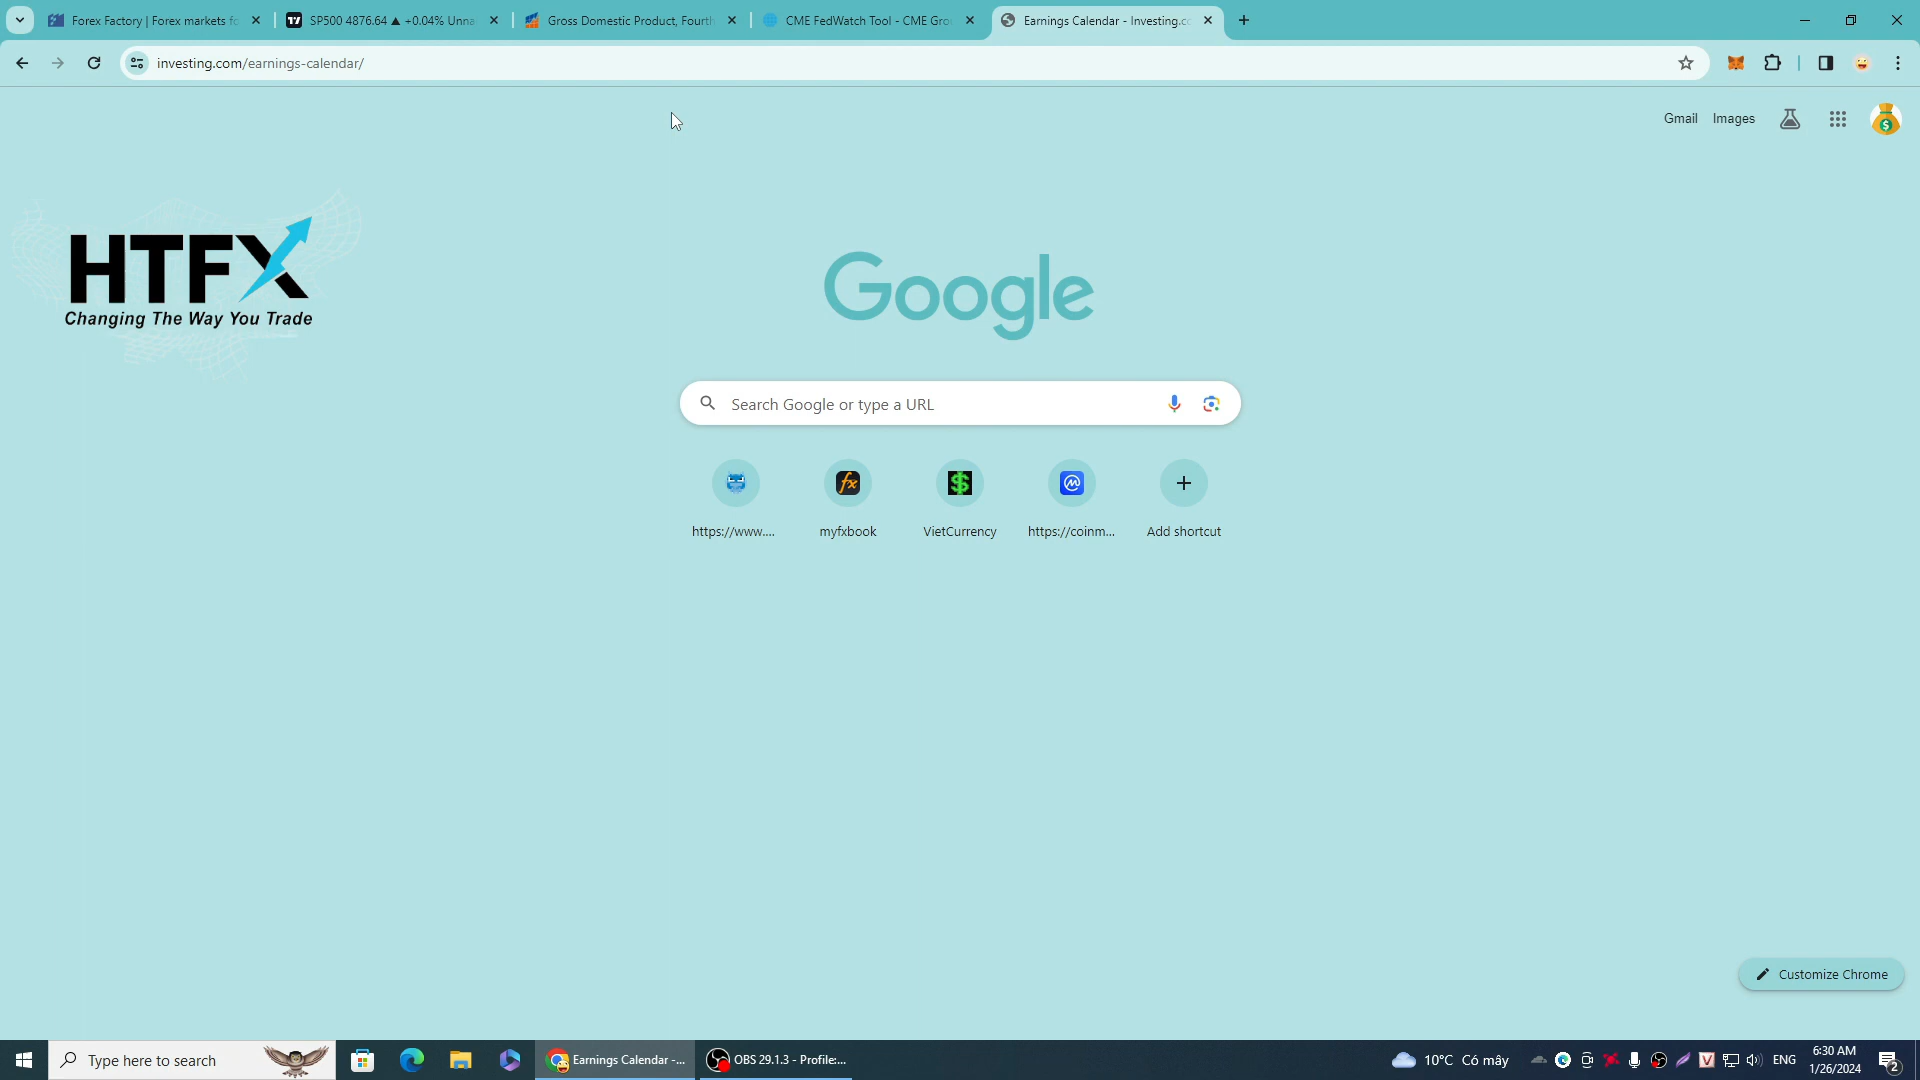 Forex Factory | Forex markets fo
SP500 4876.64 ▲ +0.04% Unna
Gross Domestic Product, Fourth
CME FedWatch Tool - CME Gro
Earnings Calendar - Investing.co
investing.com/earnings-calendar/
Gmail
Images
HTFX
Changing The Way You Trade
Google
Search Google or type a URL
https://www....
myfxbook
VietCurrency
https://coinm...
Add shortcut
Customize Chrome
Type here to search
Earnings Calendar -...
OBS 29.1.3 - Profile:...
10°C Có mây
ENG
6:30 AM
1/26/2024
2